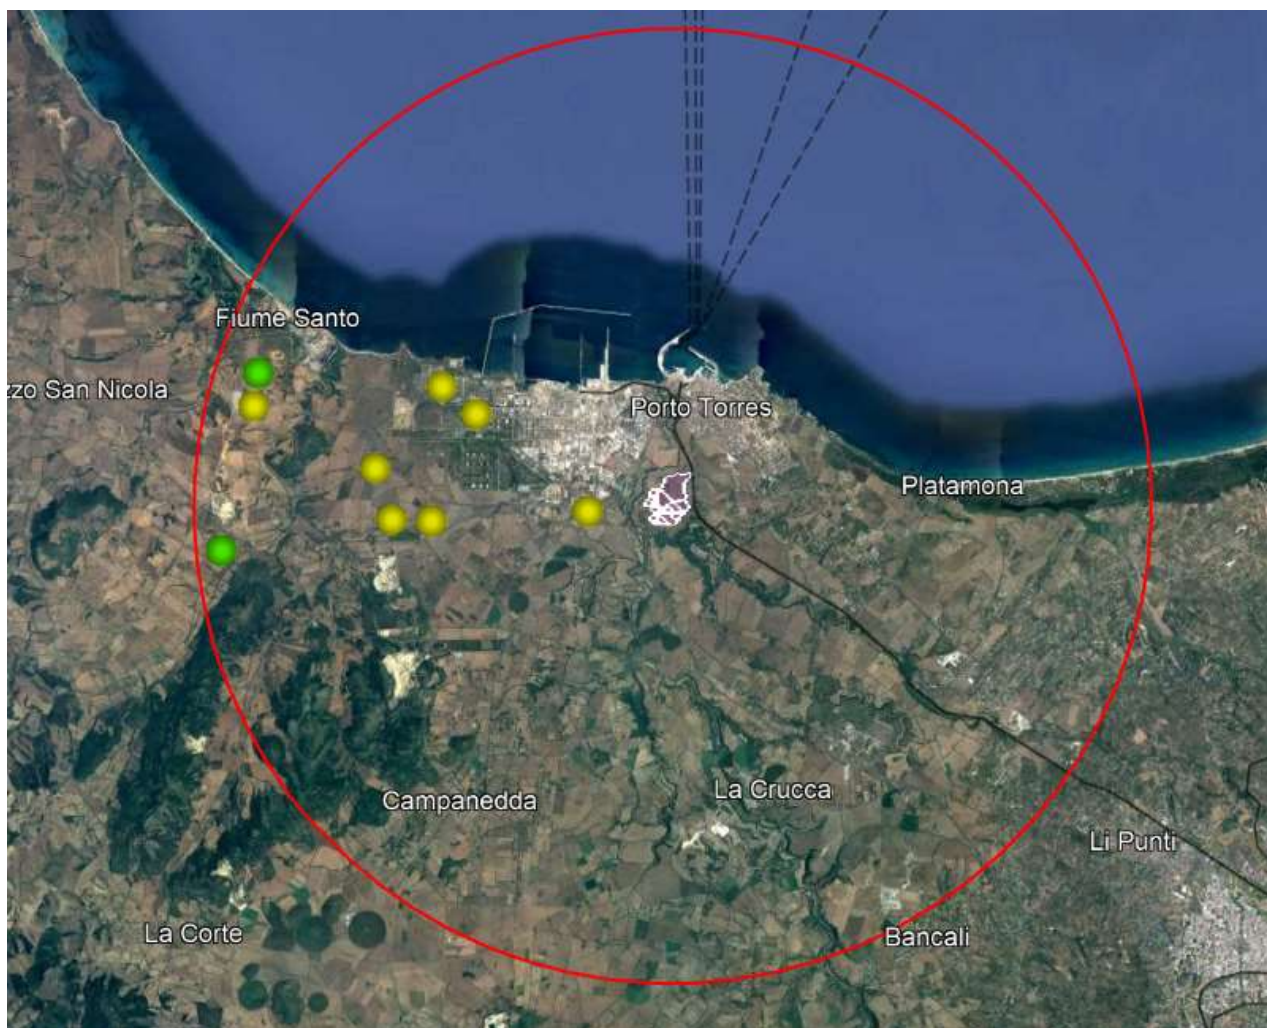 Fiume Santo
zzo San Nicola
Porto Torres
Platamona
La Crucca
Campanedda
Li Punti
La Corte
Bancali